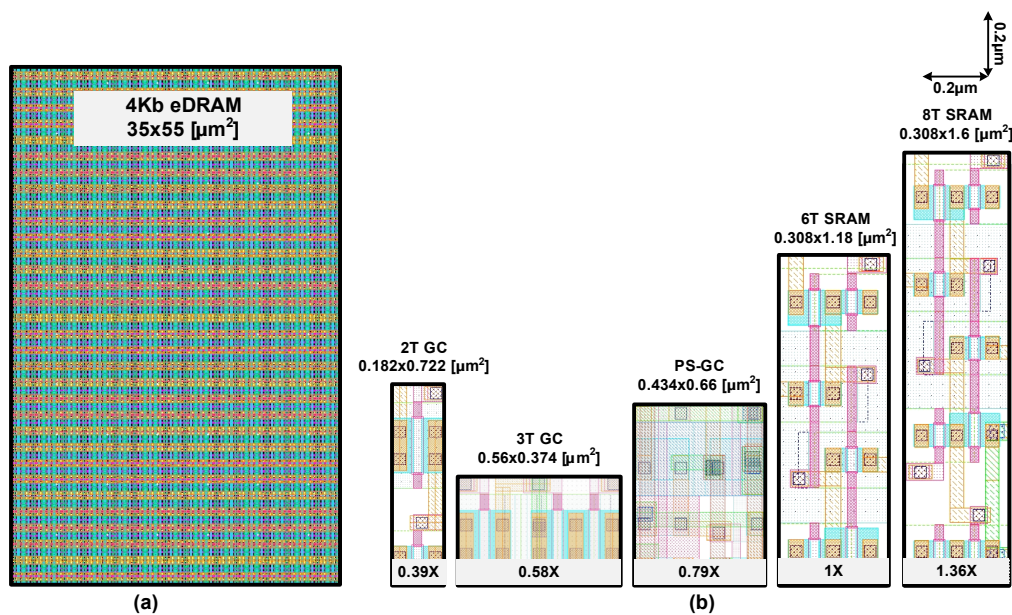 4Kb eDRAM
35x55 [µm²]
(a)
0.2µm
0.2µm
2T GC
0.182x0.722 [µm²]
0.39X
3T GC
0.56x0.374 [µm²]
0.58X
PS-GC
0.434x0.66 [µm²]
0.79X
6T SRAM
0.308x1.18 [µm²]
1X
8T SRAM
0.308x1.6 [µm²]
1.36X
(b)